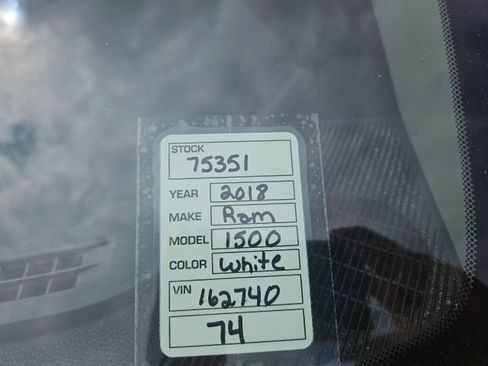 STOCK
75351
YEAR 2018
MAKE Ram
MODEL 1500
COLOR White
VIN 162740
74